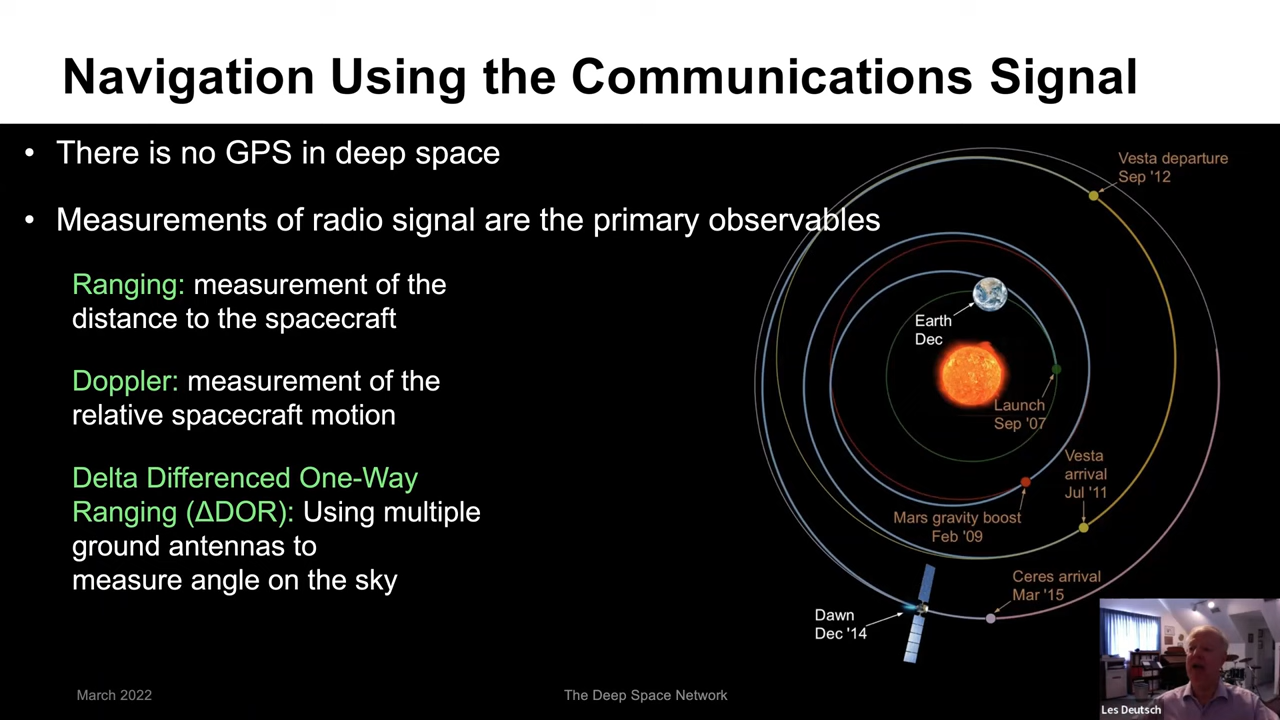 Navigation Using the Communications Signal
• There is no GPS in deep space
• Measurements of radio signal are the primary observables
Ranging: measurement of the
distance to the spacecraft
Doppler: measurement of the
relative spacecraft motion
Delta Differenced One-Way
Ranging (ΔDOR): Using multiple
ground antennas to
measure angle on the sky
Vesta departure
Sep '12
Earth
Dec
Launch
Sep '07
Vesta
arrival
Jul '11
Mars gravity boost
Feb '09
Ceres arrival
Mar '15
Dawn
Dec '14
March 2022
The Deep Space Network
Les Deutsch